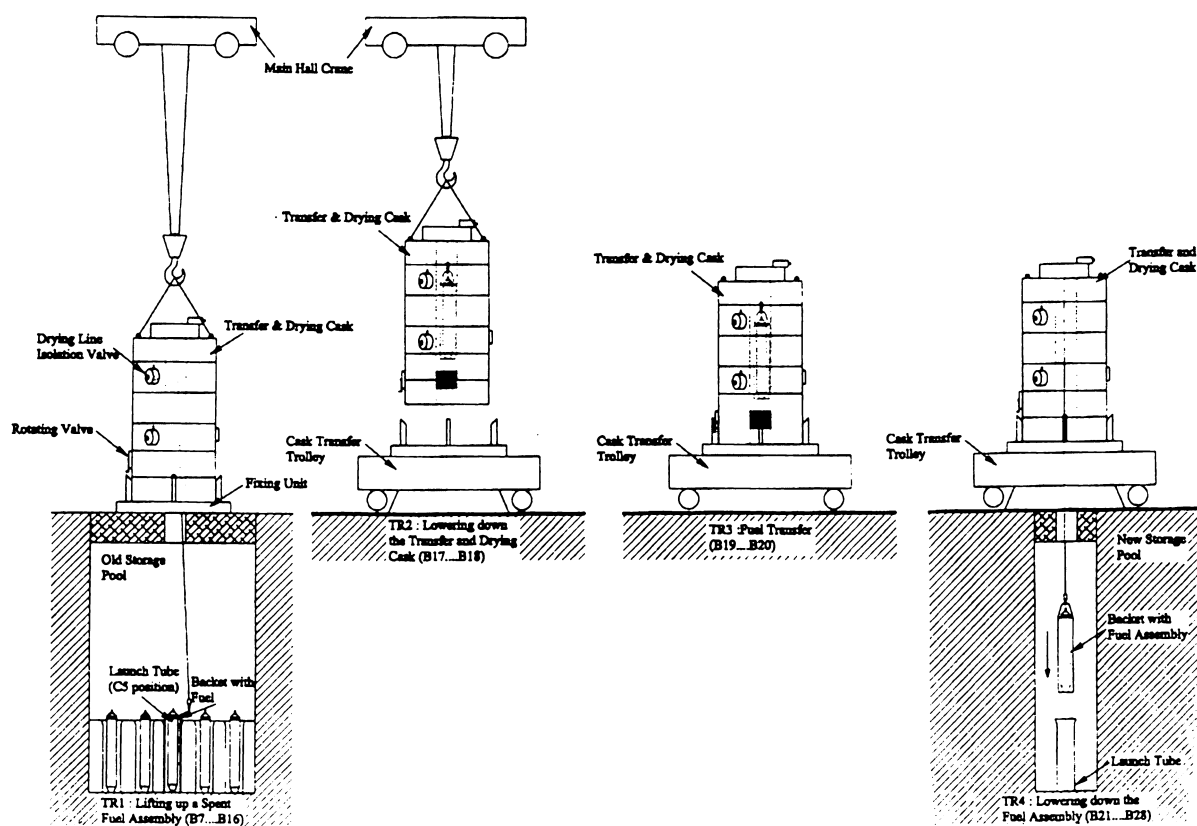 Main Hall Crane
Transfer & Drying Cask
Drying Line
Isolation Valve
Rotating Valve
Fixing Unit
Old Storage
Pool
Launch Tube
(C5 position)
Backet with
Fuel
TR1 : Lifting up a Spent
Fuel Assembly (B7....B16)
Transfer & Drying Cask
Cask Transfer
Trolley
TR2 : Lowering down
the Transfer and Drying
Cask (B17....B18)
Transfer & Drying Cask
Cask Transfer
Trolley
TR3 :Fuel Transfer
(B19....B20)
Transfer and
Drying Cask
Cask Transfer
Trolley
New Storage
Pool
Backet with
Fuel Assembly
Launch Tube
TR4 : Lowering down the
Fuel Assembly (B21....B28)